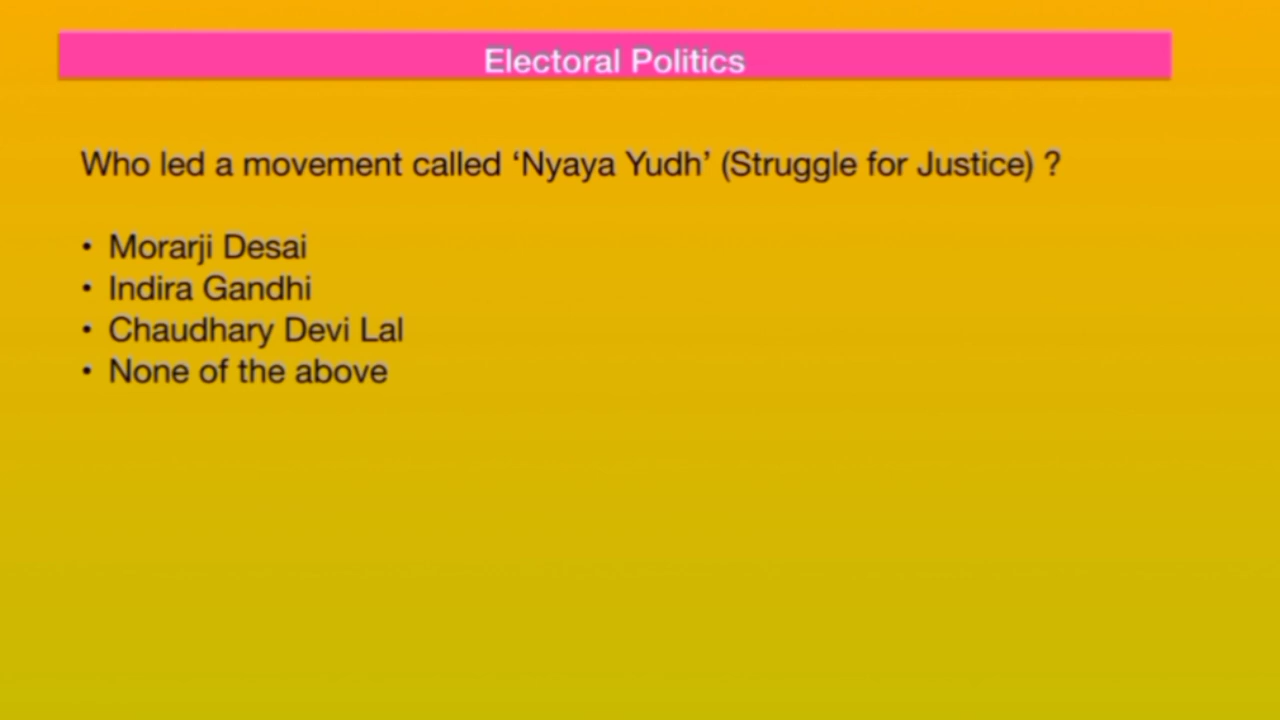 Electoral Politics
Who led a movement called ‘Nyaya Yudh’ (Struggle for Justice) ?
• Morarji Desai
• Indira Gandhi
• Chaudhary Devi Lal
• None of the above